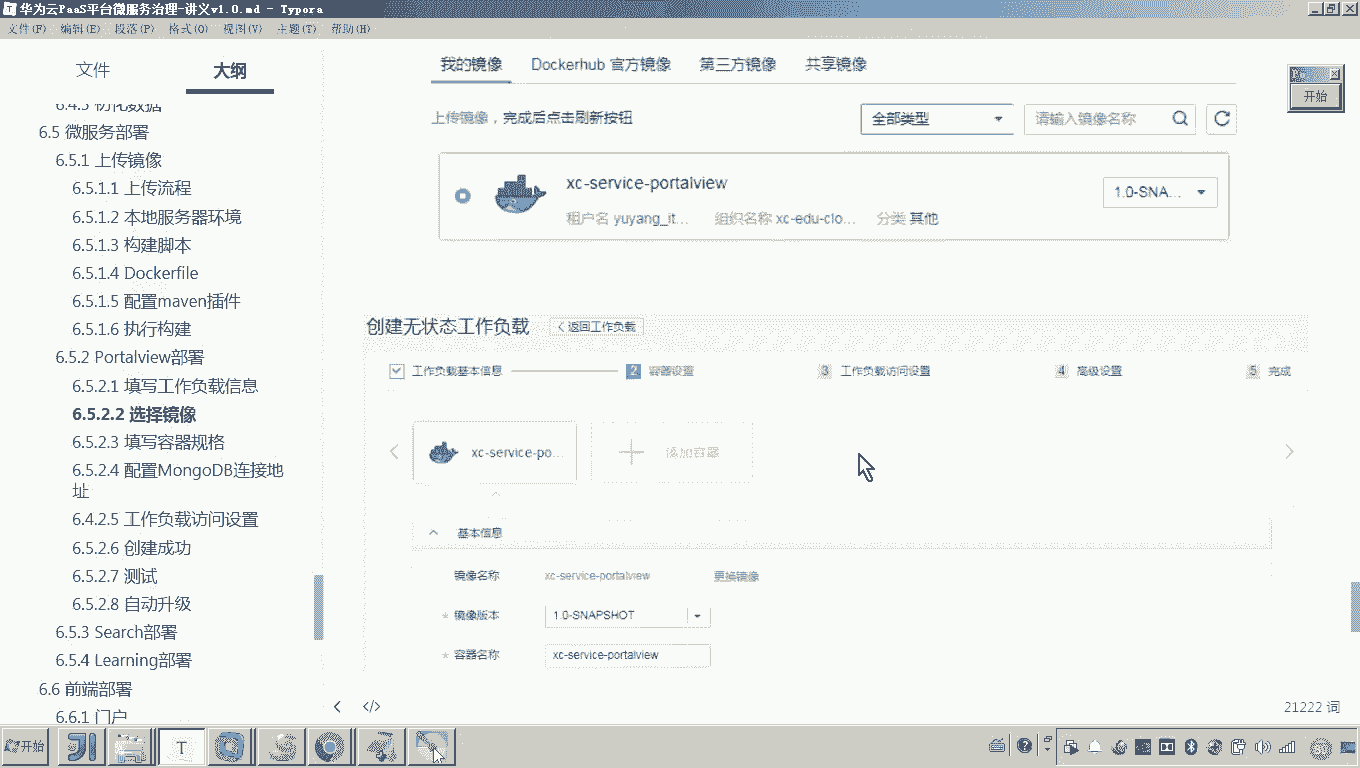 华为云PaaS平台微服务治理-讲义v1.0.md - Typora
文件(F) 编辑(E) 段落(P) 格式(O) 视图(V) 主题(T) 帮助(H)
文件 大纲
6.4.3 初化数据
6.5 微服务部署
6.5.1 上传镜像
6.5.1.1 上传流程
6.5.1.2 本地服务器环境
6.5.1.3 构建脚本
6.5.1.4 Dockerfile
6.5.1.5 配置maven插件
6.5.1.6 执行构建
6.5.2 Portalview部署
6.5.2.1 填写工作负载信息
6.5.2.2 选择镜像
6.5.2.3 填写容器规格
6.5.2.4 配置MongoDB连接地
址
6.4.2.5 工作负载访问设置
6.5.2.6 创建成功
6.5.2.7 测试
6.5.2.8 自动升级
6.5.3 Search部署
6.5.4 Learning部署
6.6 前端部署
6.6.1 门户
我的镜像 Dockerhub 官方镜像 第三方镜像 共享镜像
上传镜像，完成后点击刷新按钮 全部类型 请输入镜像名称
xc-service-portalview
1.0-SNA...
租户名 yuyang_it... 组织名称 xc-edu-clo... 分类 其他
创建无状态工作负载 返回工作负载
工作负载基本信息 2 容器设置 3 工作负载访问设置 4 高级设置 5 完成
xc-service-po... 添加容器
基本信息
镜像名称 xc-service-portalview 更换镜像
* 镜像版本 1.0-SNAPSHOT
* 容器名称 xc-service-portalview
21222 词
开始
开始